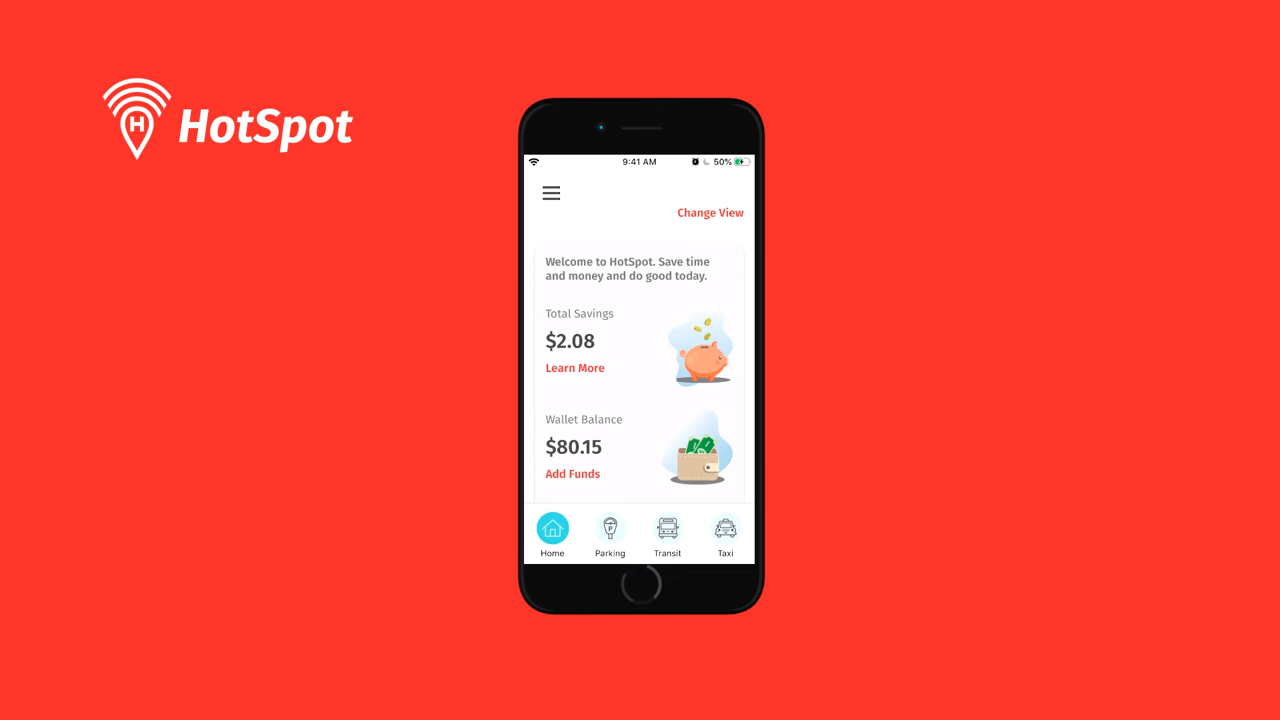 H
HotSpot
9:41 AM
50%
Change View
Welcome to HotSpot. Save time
and money and do good today.
Total Savings
$2.08
Learn More
Wallet Balance
$80.15
Add Funds
P
Home
Parking
Transit
Taxi